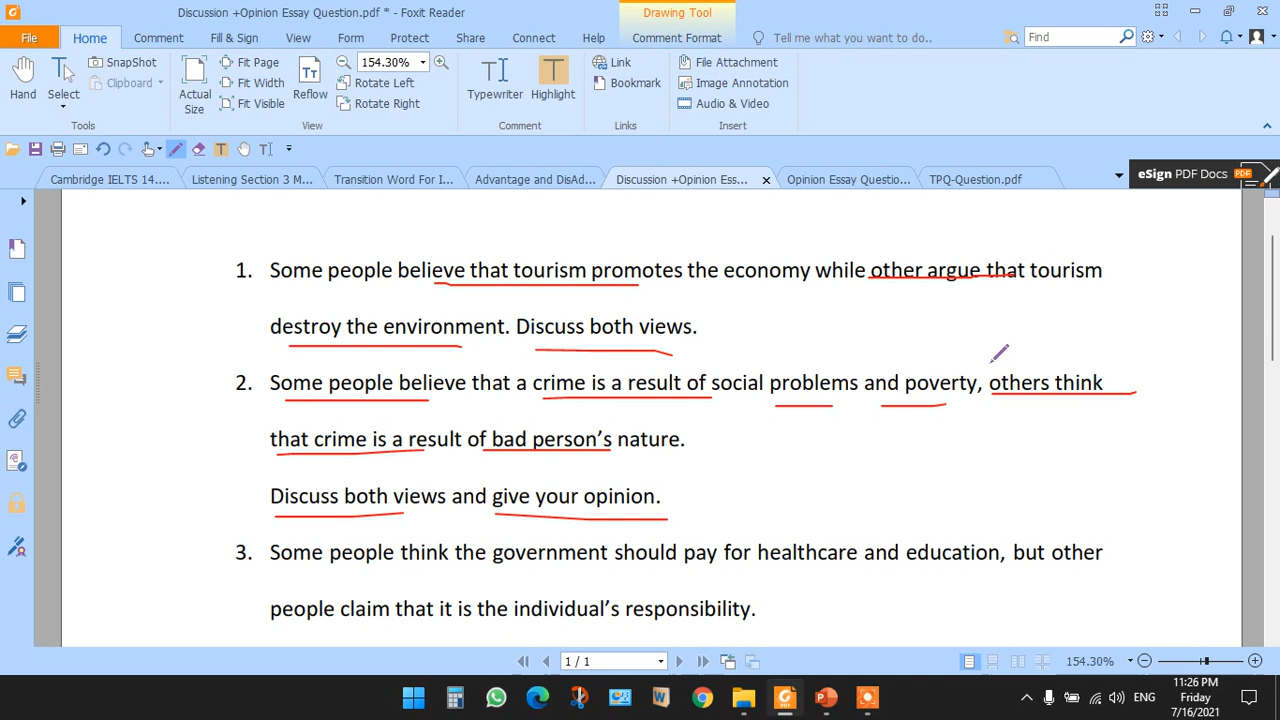 Discussion +Opinion Essay Question.pdf * - Foxit Reader
Drawing Tool
File Home Comment Fill & Sign View Form Protect Share Connect Help Comment Format Tell me what you want to do.. Find
Hand Select SnapShot Clipboard Actual Size Fit Page Fit Width Fit Visible Reflow 154.30% Rotate Left Rotate Right Typewriter Highlight Link Bookmark File Attachment Image Annotation Audio & Video
Tools View Comment Links Insert
Cambridge IELTS 14.... Listening Section 3 M... Transition Word For I... Advantage and DisAd... Discussion +Opinion Ess... Opinion Essay Questio... TPQ-Question.pdf eSign PDF Docs PDF
1. Some people believe that tourism promotes the economy while other argue that tourism
destroy the environment. Discuss both views.
2. Some people believe that a crime is a result of social problems and poverty, others think
that crime is a result of bad person’s nature.
Discuss both views and give your opinion.
3. Some people think the government should pay for healthcare and education, but other
people claim that it is the individual’s responsibility.
1 / 1 154.30%
ENG 11:26 PM
Friday
7/16/2021